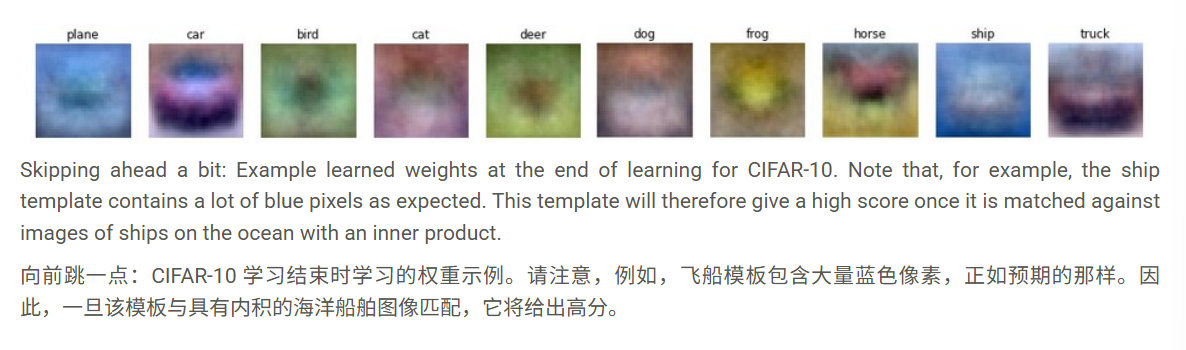 plane car bird cat deer dog frog horse ship truck
Skipping ahead a bit: Example learned weights at the end of learning for CIFAR-10. Note that, for example, the ship
template contains a lot of blue pixels as expected. This template will therefore give a high score once it is matched against
images of ships on the ocean with an inner product.
向前跳一点：CIFAR-10 学习结束时学习的权重示例。请注意，例如，飞船模板包含大量蓝色像素，正如预期的那样。因
此，一旦该模板与具有内积的海洋船舶图像匹配，它将给出高分。